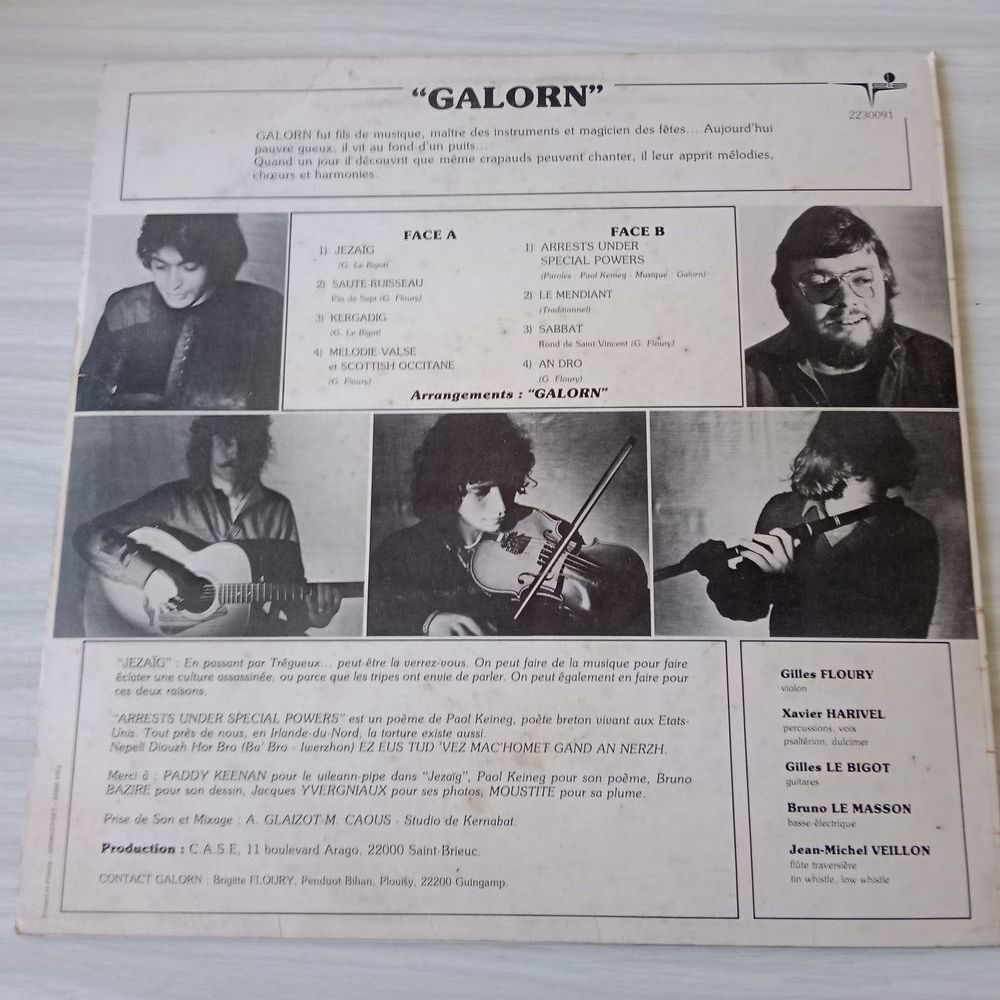 "GALORN"
2230091
GALORN fut fils de musique, maître des instruments et magicien des fêtes... Aujourd'hui
pauvre gueux, il vit au fond d'un puits...
Quand un jour il découvrit que même crapauds peuvent chanter, il leur apprit mélodies,
chœurs et harmonies.
FACE A
1) JEZAÏG
(G. Le Bigot)
2) SAUTE-RUISSEAU
Pas de Sept (G. Floury)
3) KERGADIG
(G. Le Bigot)
4) MELODIE-VALSE
et SCOTTISH OCCITANE
(G. Floury)
FACE B
1) ARRESTS UNDER
SPECIAL POWERS
(Paroles : Paol Keineg - Musique : Galorn)
2) LE MENDIANT
(Traditionnel)
3) SABBAT
Rond de Saint-Vincent (G. Floury)
4) AN DRO
(G. Floury)
Arrangements : "GALORN"
"JEZAÏG" : En passant par Trégueux... peut-être la verrez-vous. On peut faire de la musique pour faire
éclater une culture assassinée, ou parce que les tripes ont envie de parler. On peut également en faire pour
ces deux raisons.
"ARRESTS UNDER SPECIAL POWERS" est un poème de Paol Keineg, poète breton vivant aux Etats-
Unis. Tout près de nous, en Irlande-du-Nord, la torture existe aussi.
Nepell Diouzh Hor Bro (Ba' Bro - Iwerzhon) EZ EUS TUD 'VEZ MAC'HOMET GAND AN NERZH.
Merci à : PADDY KEENAN pour le uileann-pipe dans "Jezaïg", Paol Keineg pour son poème, Bruno
BAZIRE pour son dessin, Jacques YVERGNIAUX pour ses photos, MOUSTITE pour sa plume.
Prise de Son et Mixage : A. GLAIZOT-M. CAOUS - Studio de Kernabat.
Production : C.A.S.E, 11 boulevard Arago, 22000 Saint-Brieuc.
CONTACT GALORN : Brigitte FLOURY, Penduot Bihan, Plouisy, 22200 Guingamp.
Gilles FLOURY
violon
Xavier HARIVEL
percussions, voix
psaltérion, dulcimer
Gilles LE BIGOT
guitares
Bruno LE MASSON
basse-électrique
Jean-Michel VEILLON
flûte traversière
tin whistle, low whistle